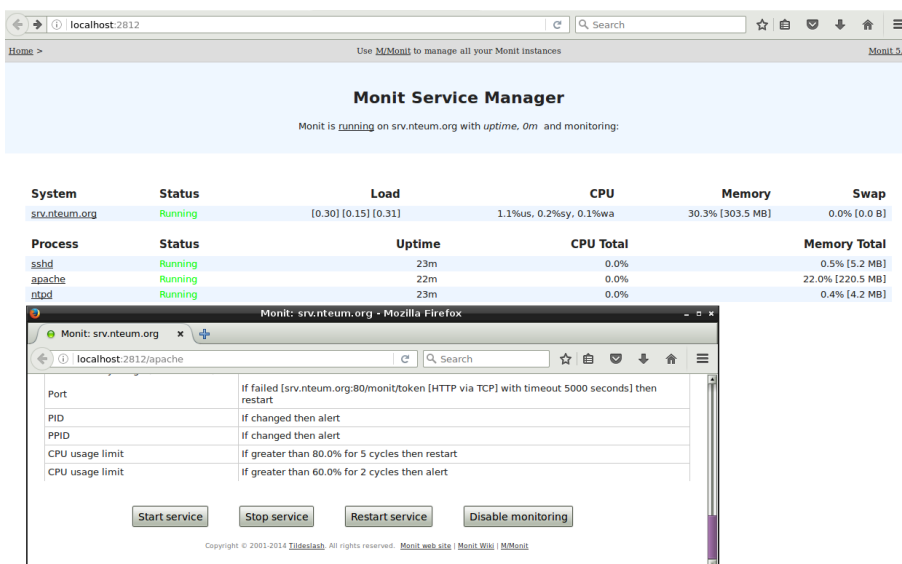 localhost:2812 Search
Home > Use M/Monit to manage all your Monit instances Monit 5.
Monit Service Manager
Monit is running on srv.nteum.org with uptime, 0m and monitoring:
System Status Load CPU Memory Swap
srv.nteum.org Running [0.30] [0.15] [0.31] 1.1%us, 0.2%sy, 0.1%wa 30.3% [303.5 MB] 0.0% [0.0 B]
Process Status Uptime CPU Total Memory Total
sshd Running 23m 0.0% 0.5% [5.2 MB]
apache Running 22m 0.0% 22.0% [220.5 MB]
ntpd Running 23m 0.0% 0.4% [4.2 MB]
Monit: srv.nteum.org - Mozilla Firefox
Monit: srv.nteum.org
localhost:2812/apache Search
Port If failed [srv.nteum.org:80/monit/token [HTTP via TCP] with timeout 5000 seconds] then
restart
PID If changed then alert
PPID If changed then alert
CPU usage limit If greater than 80.0% for 5 cycles then restart
CPU usage limit If greater than 60.0% for 2 cycles then alert
Start service Stop service Restart service Disable monitoring
Copyright © 2001-2014 Tildeslash. All rights reserved. Monit web site | Monit Wiki | M/Monit